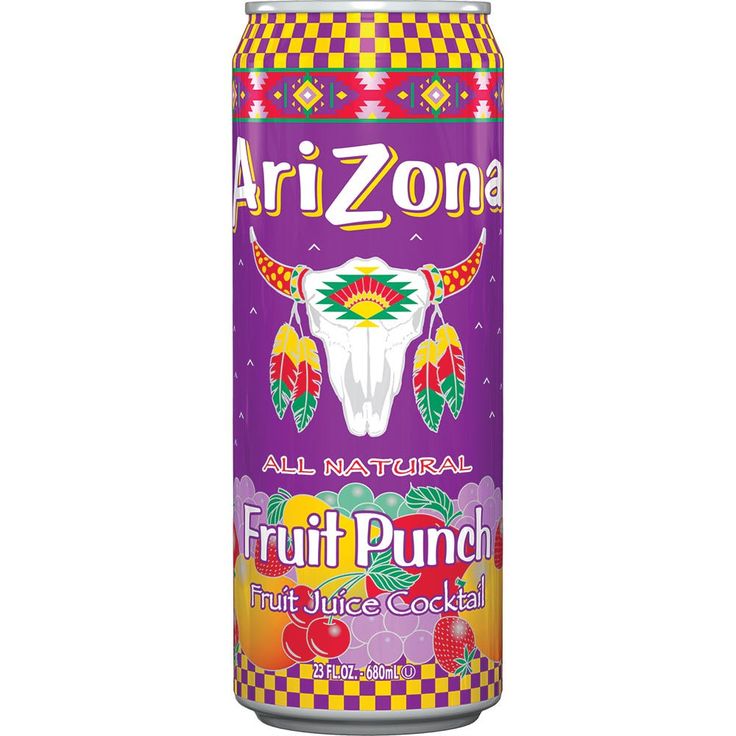 AriZona
ALL NATURAL
Fruit Punch
Fruit Juice Cocktail
23 FL.OZ. - 680mL Ⓤ